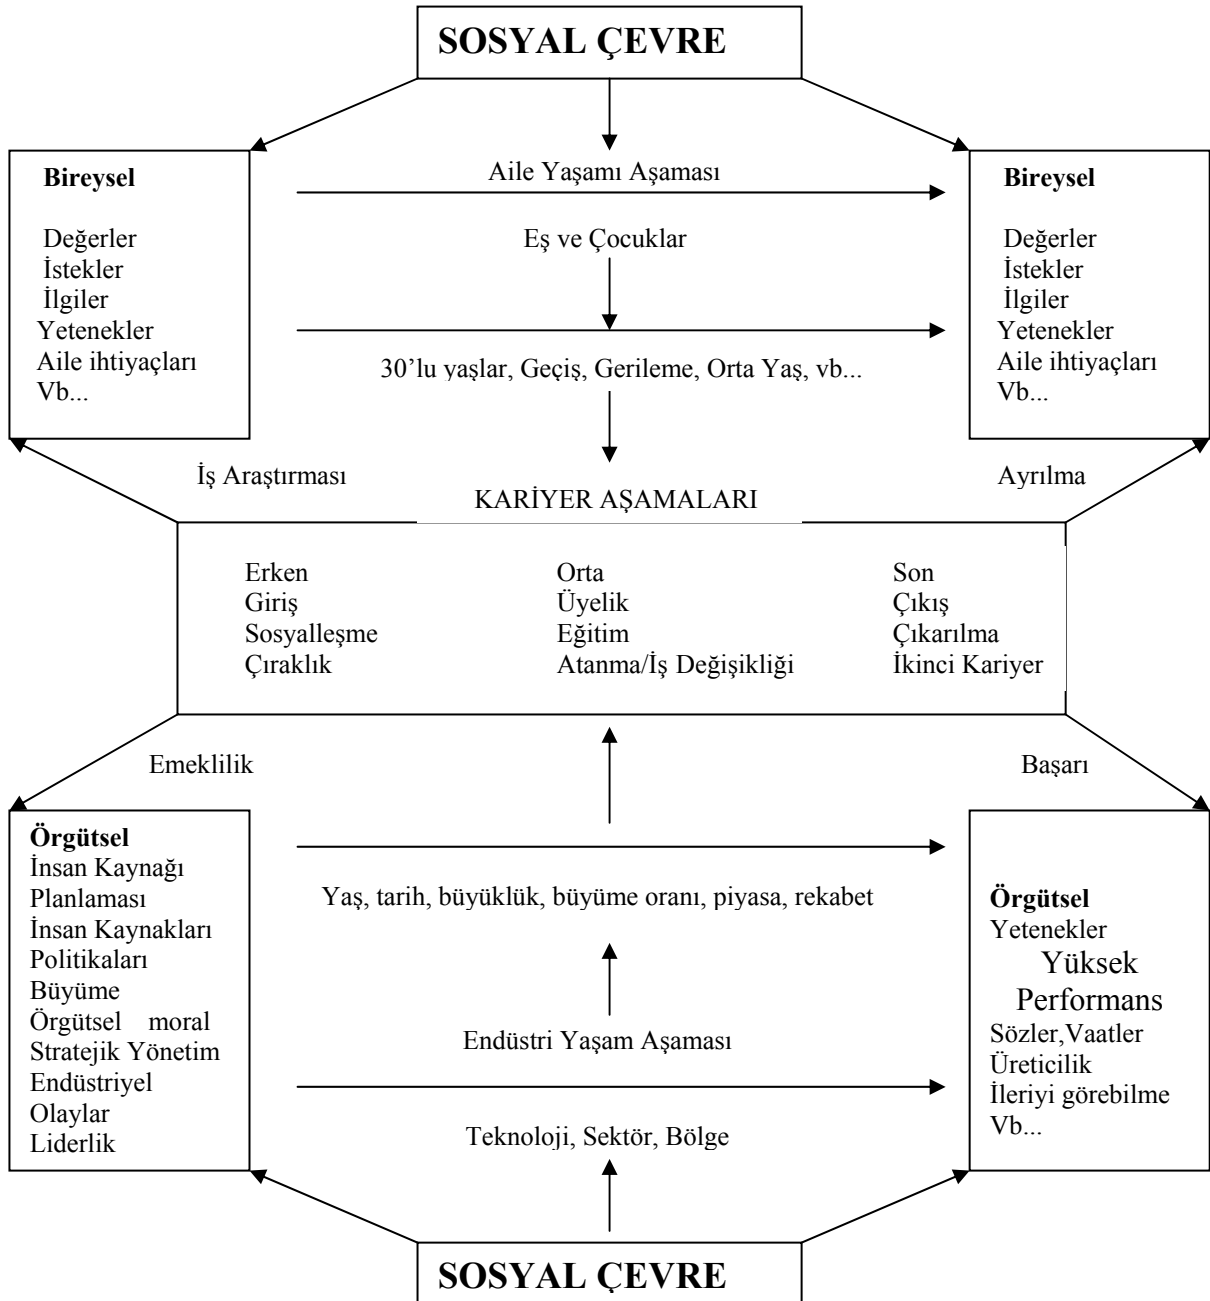 SOSYAL ÇEVRE
Bireysel
Değerler
İstekler
İlgiler
Yetenekler
Aile ihtiyaçları
Vb...
Aile Yaşamı Aşaması
Eş ve Çocuklar
30’lu yaşlar, Geçiş, Gerileme, Orta Yaş, vb...
Bireysel
Değerler
İstekler
İlgiler
Yetenekler
Aile ihtiyaçları
Vb...
İş Araştırması
Ayrılma
KARİYER AŞAMALARI
Erken
Giriş
Sosyalleşme
Çıraklık
Orta
Üyelik
Eğitim
Atanma/İş Değişikliği
Son
Çıkış
Çıkarılma
İkinci Kariyer
Emeklilik
Başarı
Örgütsel
İnsan Kaynağı
Planlaması
İnsan Kaynakları
Politikaları
Büyüme
Örgütsel moral
Stratejik Yönetim
Endüstriyel
Olaylar
Liderlik
Yaş, tarih, büyüklük, büyüme oranı, piyasa, rekabet
Endüstri Yaşam Aşaması
Teknoloji, Sektör, Bölge
Örgütsel
Yetenekler
Yüksek
Performans
Sözler,Vaatler
Üreticilik
İleriyi görebilme
Vb...
SOSYAL ÇEVRE